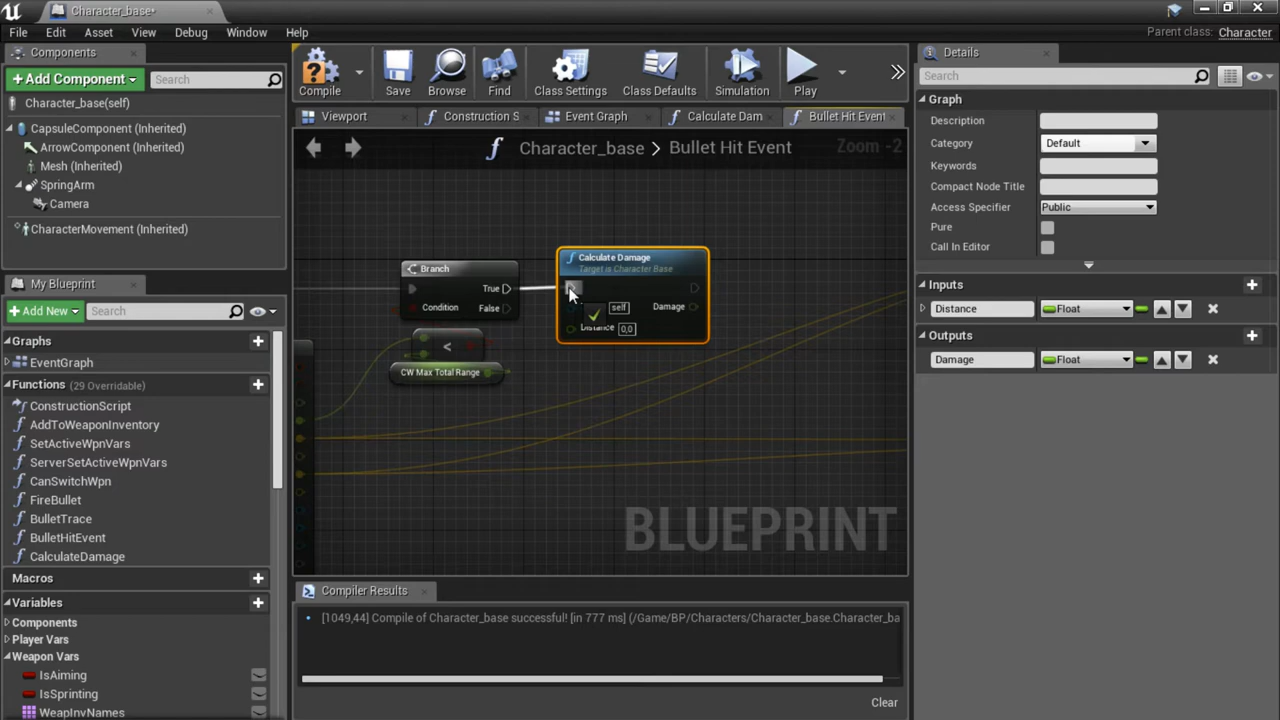 Character_base*
File Edit Asset View Debug Window Help
Parent class: Character
Components
+Add Component Search
Character_base(self)
CapsuleComponent (Inherited)
ArrowComponent (Inherited)
Mesh (Inherited)
SpringArm
Camera
CharacterMovement (Inherited)
My Blueprint
+Add New Search
Graphs
EventGraph
Functions (29 Overridable)
ConstructionScript
AddToWeaponInventory
SetActiveWpnVars
ServerSetActiveWpnVars
CanSwitchWpn
FireBullet
BulletTrace
BulletHitEvent
CalculateDamage
Macros
Variables
Components
Player Vars
Weapon Vars
IsAiming
IsSprinting
WeapInvNames
Compile Save Browse Find Class Settings Class Defaults Simulation Play
Viewport Construction S Event Graph Calculate Dam Bullet Hit Event
Character_base > Bullet Hit Event Zoom -2
Branch
True
Condition False
<
CW Max Total Range
Calculate Damage
Target is Character Base
self Damage
Distance 0,0
BLUEPRINT
Compiler Results
[1049,44] Compile of Character_base successful! [in 777 ms] (/Game/BP/Characters/Character_base.Character_ba
Clear
Details
Search
Graph
Description
Category Default
Keywords
Compact Node Title
Access Specifier Public
Pure
Call In Editor
Inputs
Distance Float
Outputs
Damage Float